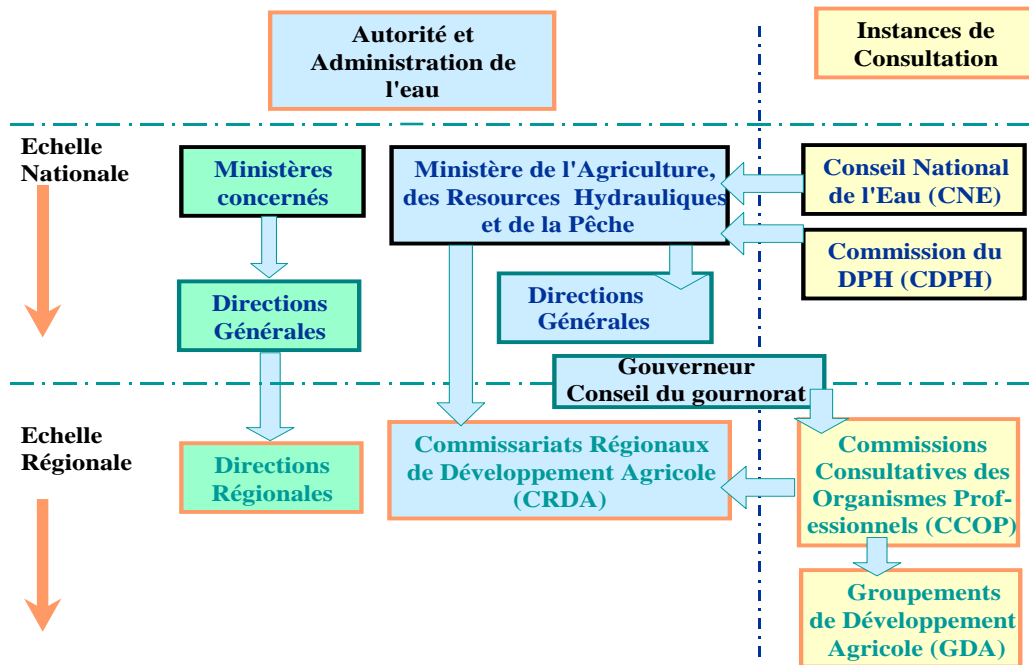 Autorité et
Administration de
l'eau
Instances de
Consultation
Echelle
Nationale
Ministères
concernés
Ministère de l'Agriculture,
des Resources Hydrauliques
et de la Pêche
Conseil National
de l'Eau (CNE)
Commission du
DPH (CDPH)
Directions
Générales
Directions
Générales
Gouverneur
Conseil du gournorat
Echelle
Régionale
Directions
Régionales
Commissariats Régionaux
de Développement Agricole
(CRDA)
Commissions
Consultatives des
Organismes Prof-
essionnels (CCOP)
Groupements
de Développement
Agricole (GDA)